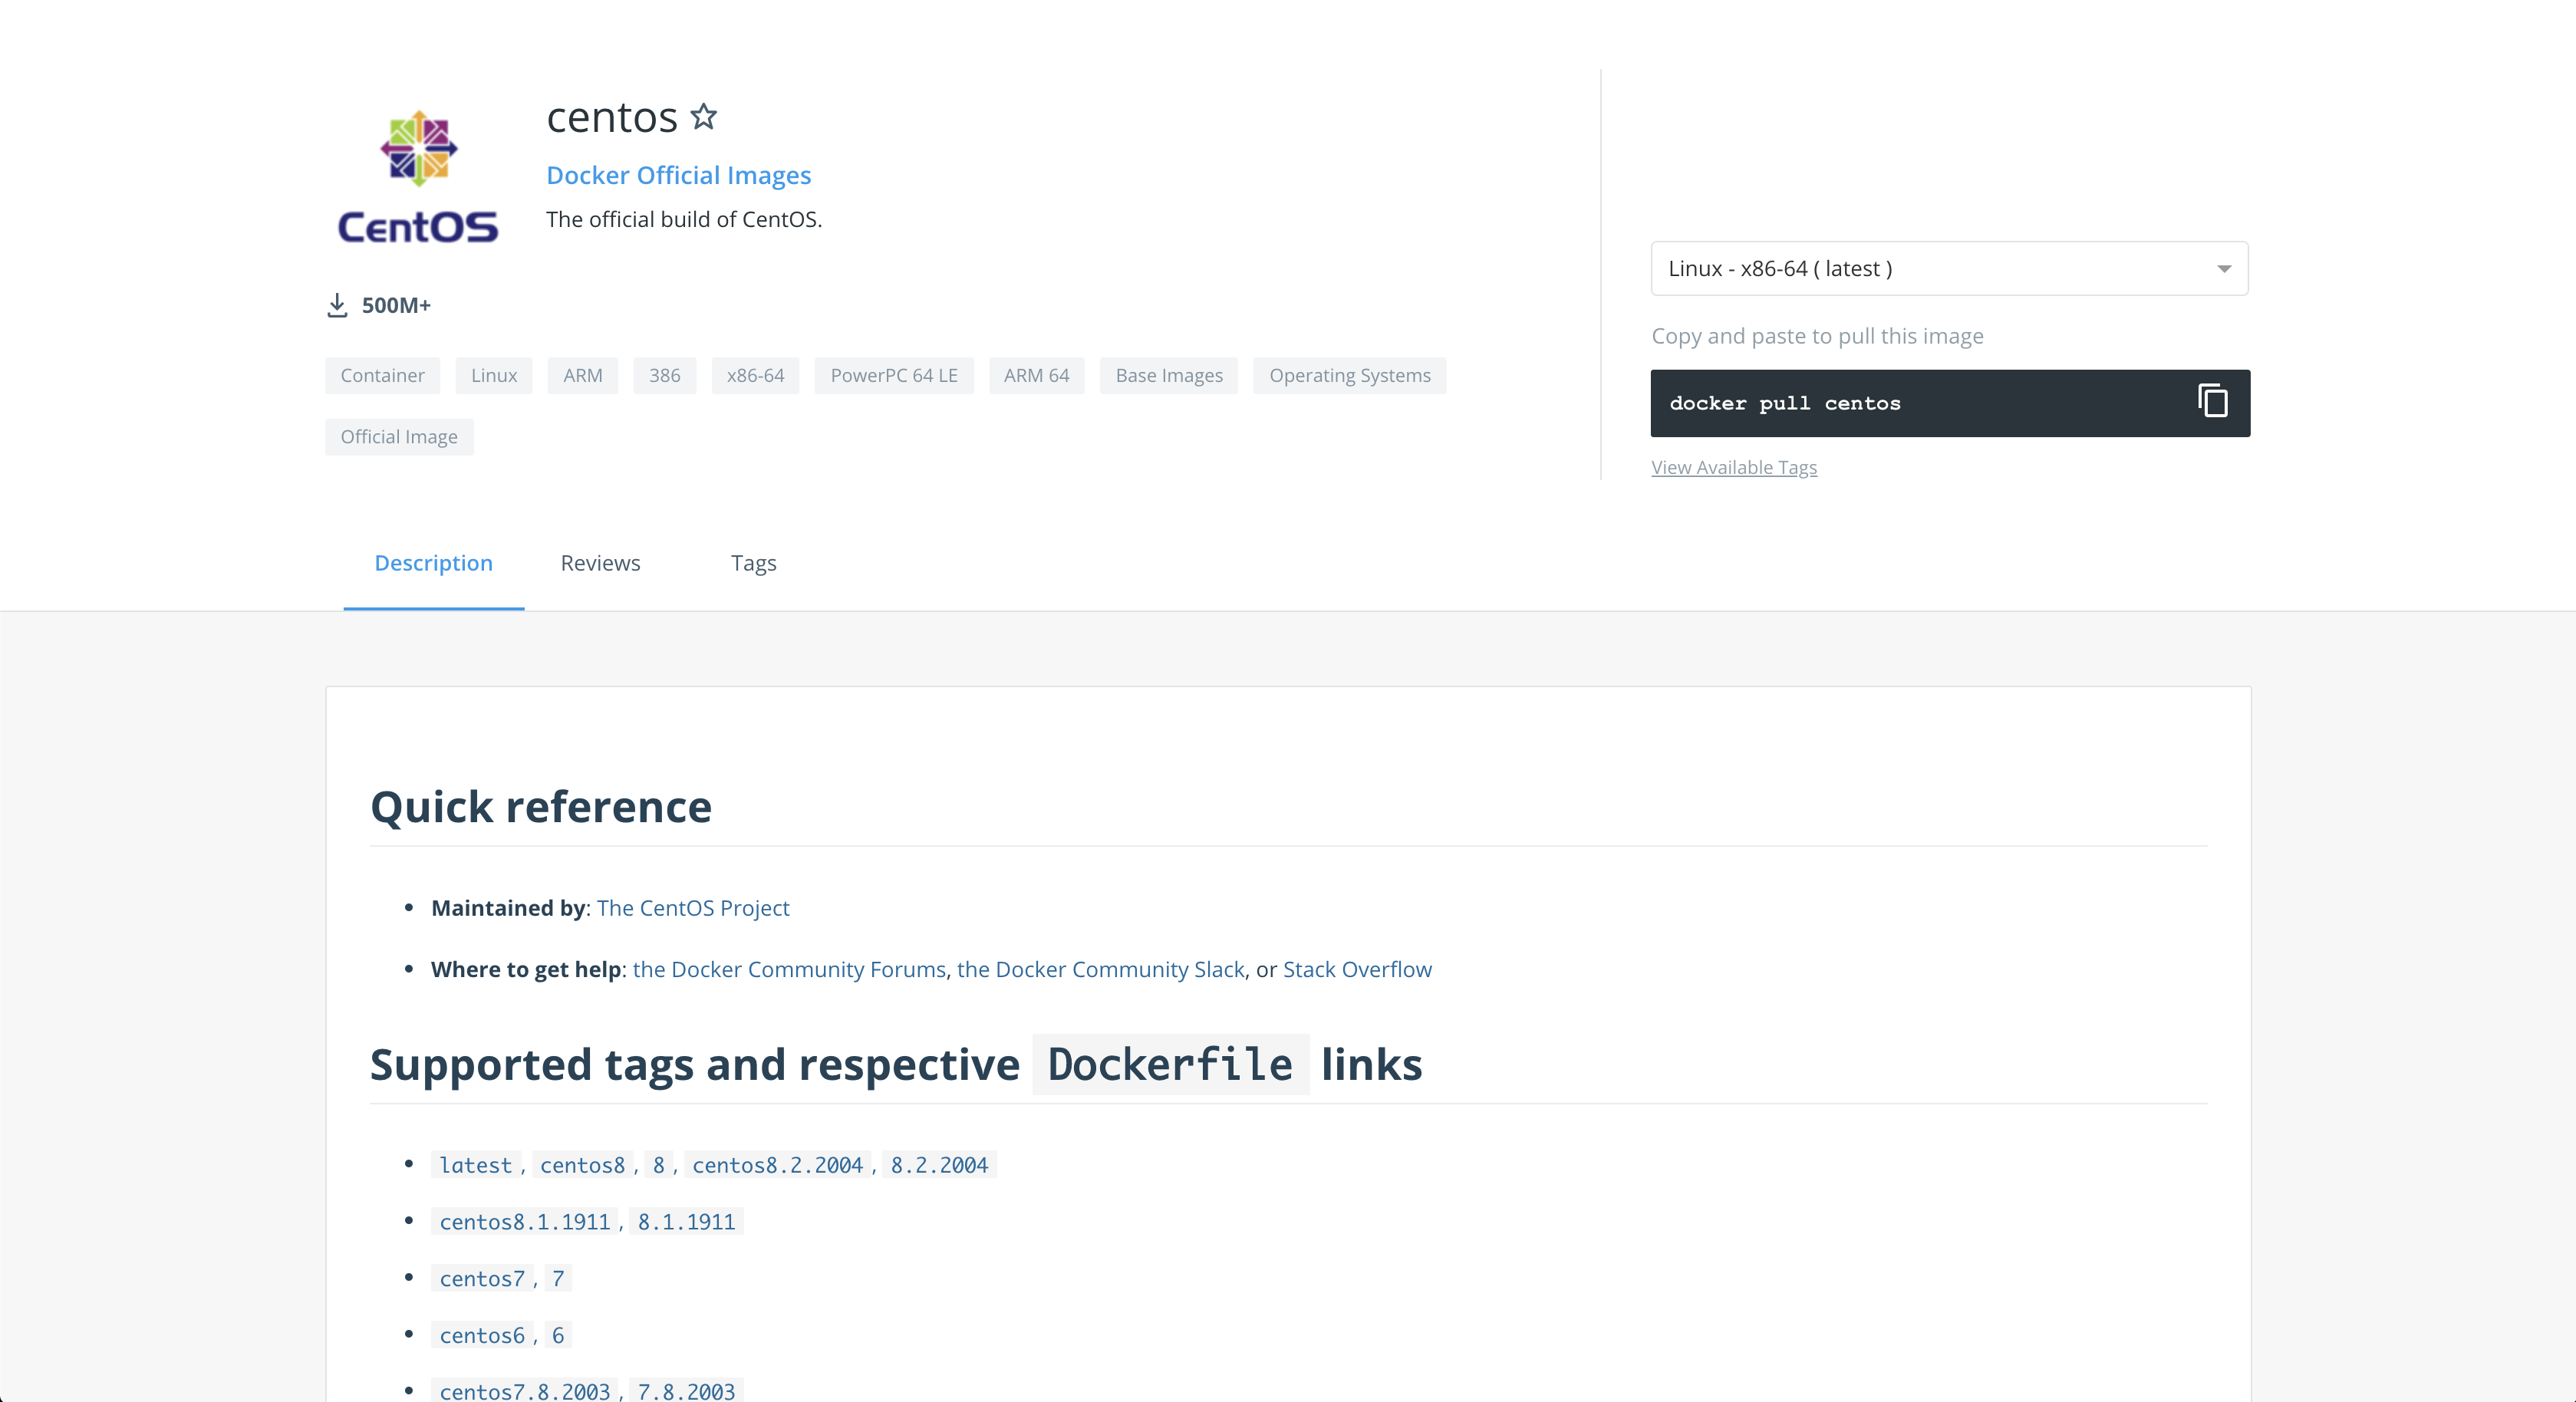 centos
Docker Official Images
The official build of CentOS.
CentOS
500M+
Container Linux ARM 386 x86-64 PowerPC 64 LE ARM 64 Base Images Operating Systems
Official Image
Linux - x86-64 ( latest )
Copy and paste to pull this image
docker pull centos
View Available Tags
Description Reviews Tags
Quick reference
• Maintained by: The CentOS Project
• Where to get help: the Docker Community Forums, the Docker Community Slack, or Stack Overflow
Supported tags and respective Dockerfile links
• latest, centos8, 8, centos8.2.2004, 8.2.2004
• centos8.1.1911, 8.1.1911
• centos7, 7
• centos6, 6
• centos7.8.2003, 7.8.2003